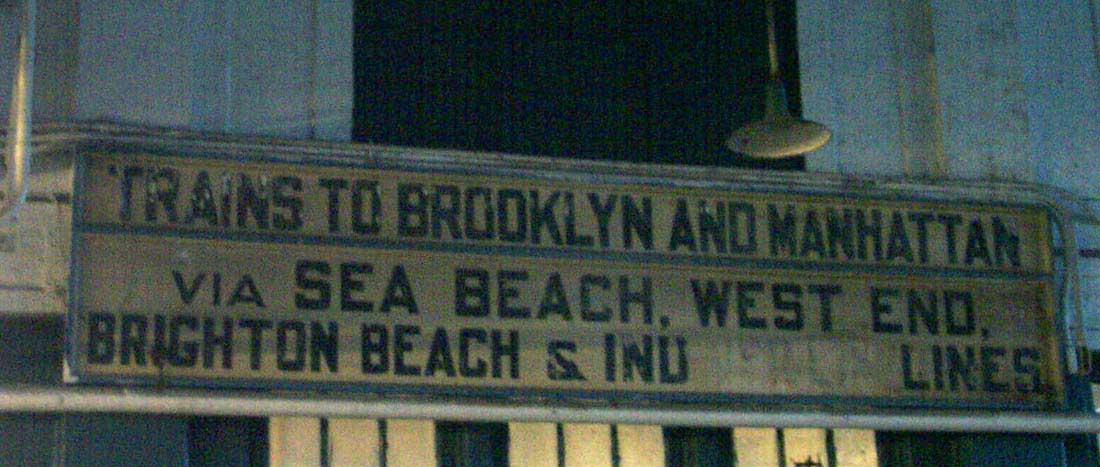 TRAINS TO BROOKLYN AND MANHATTAN
VIA SEA BEACH, WEST END,
BRIGHTON BEACH & IND LINES